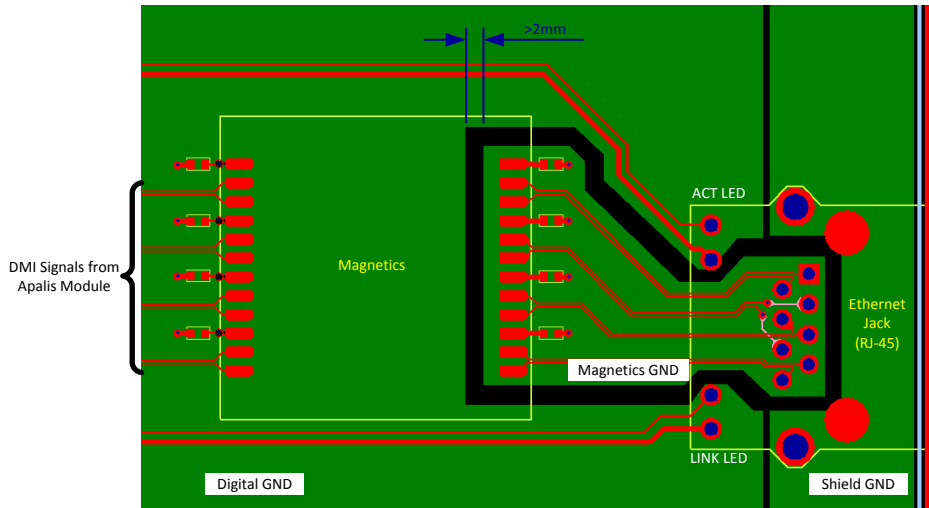 >2mm
ACT LED
DMI Signals from
Apalis Module
Magnetics
Ethernet
Jack
(RJ-45)
Magnetics GND
LINK LED
Digital GND
Shield GND